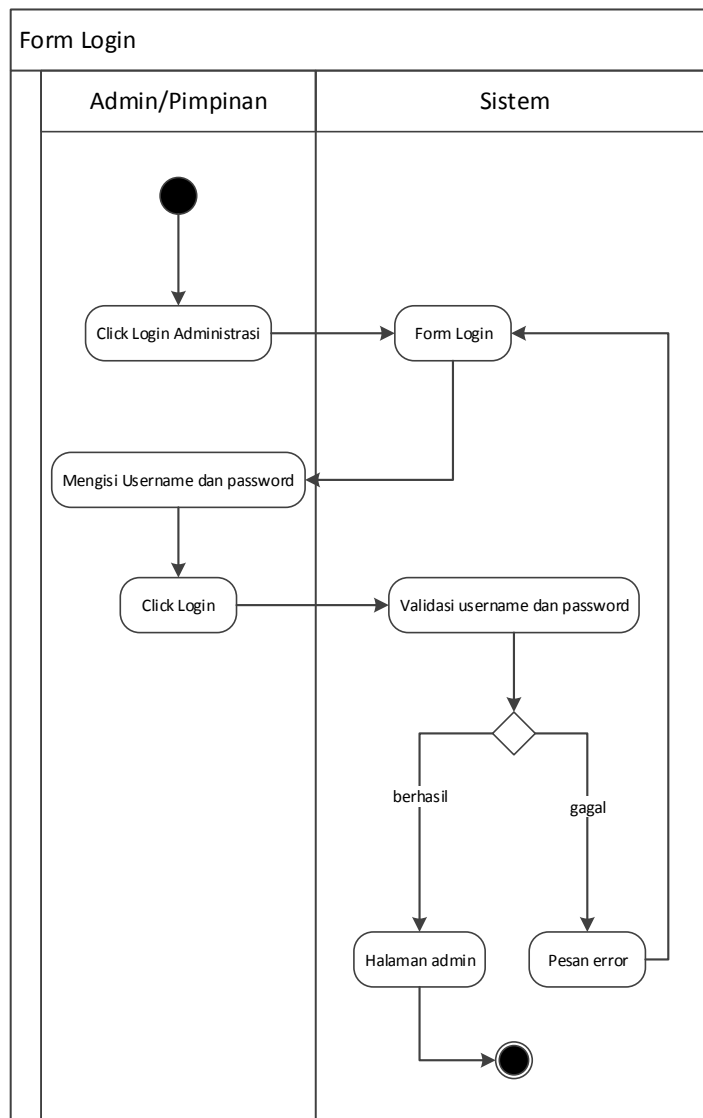 Form Login
Admin/Pimpinan
Sistem
Click Login Administrasi
Form Login
Mengisi Username dan password
Click Login
Validasi username dan password
berhasil
gagal
Halaman admin
Pesan error